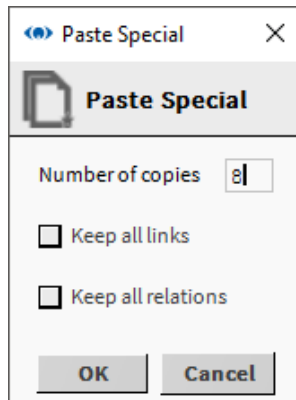 Paste Special
Paste Special
Number of copies 8
Keep all links
Keep all relations
OK Cancel